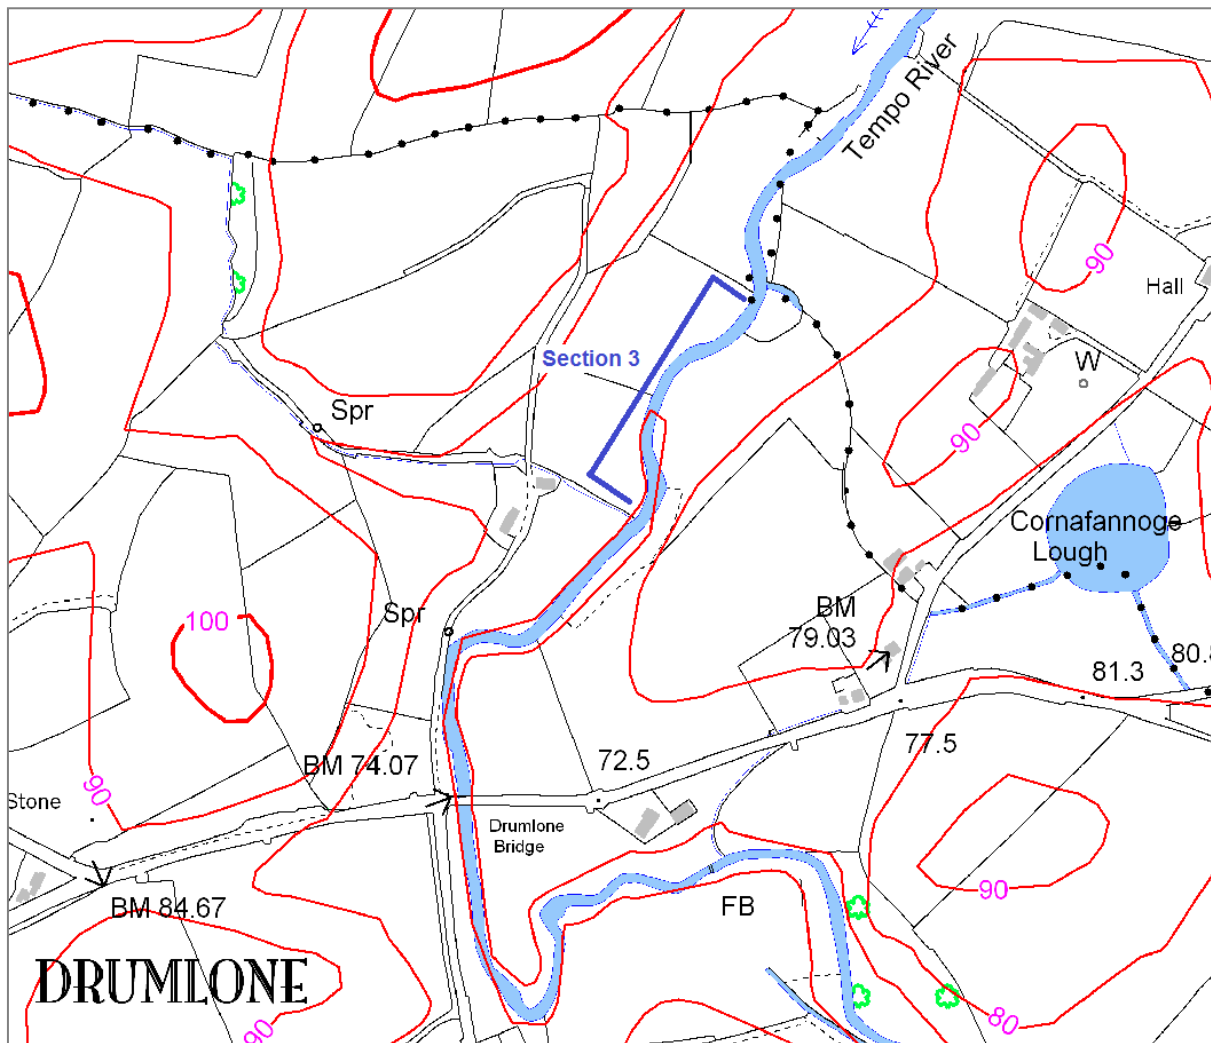 Tempo River
90
Hall
Section 3
W
Spr
90
Cornafannoge
Lough
100
Spr
BM
79.03
81.3
80.8
72.5
77.5
BM 74.07
90
Stone
Drumlone
Bridge
90
BM 84.67
FB
DRUMLONE
90
80